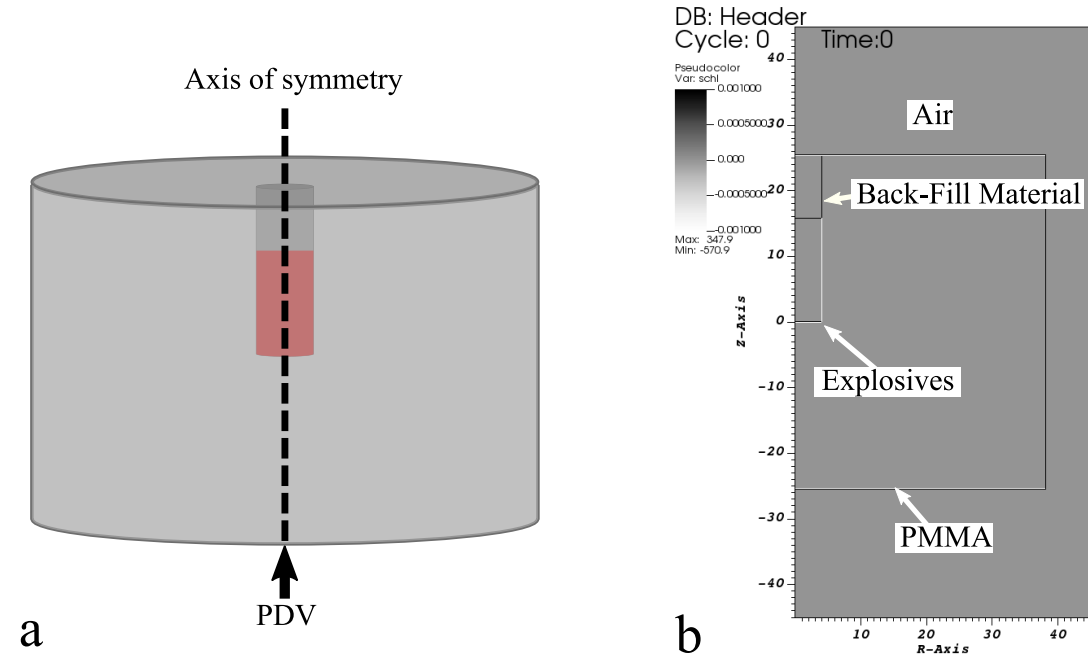 Axis of symmetry
PDV
a
DB: Header
Cycle: 0 Time:0
Pseudocolor
Var: schl
0.001000
0.0005000
0.000
-0.0005000
-0.001000
Max: 347.9
Min: -570.9
40
30
20
10
0
-10
-20
-30
-40
Z-Axis
Air
Back-Fill Material
Explosives
PMMA
10 20 30 40
R-Axis
b